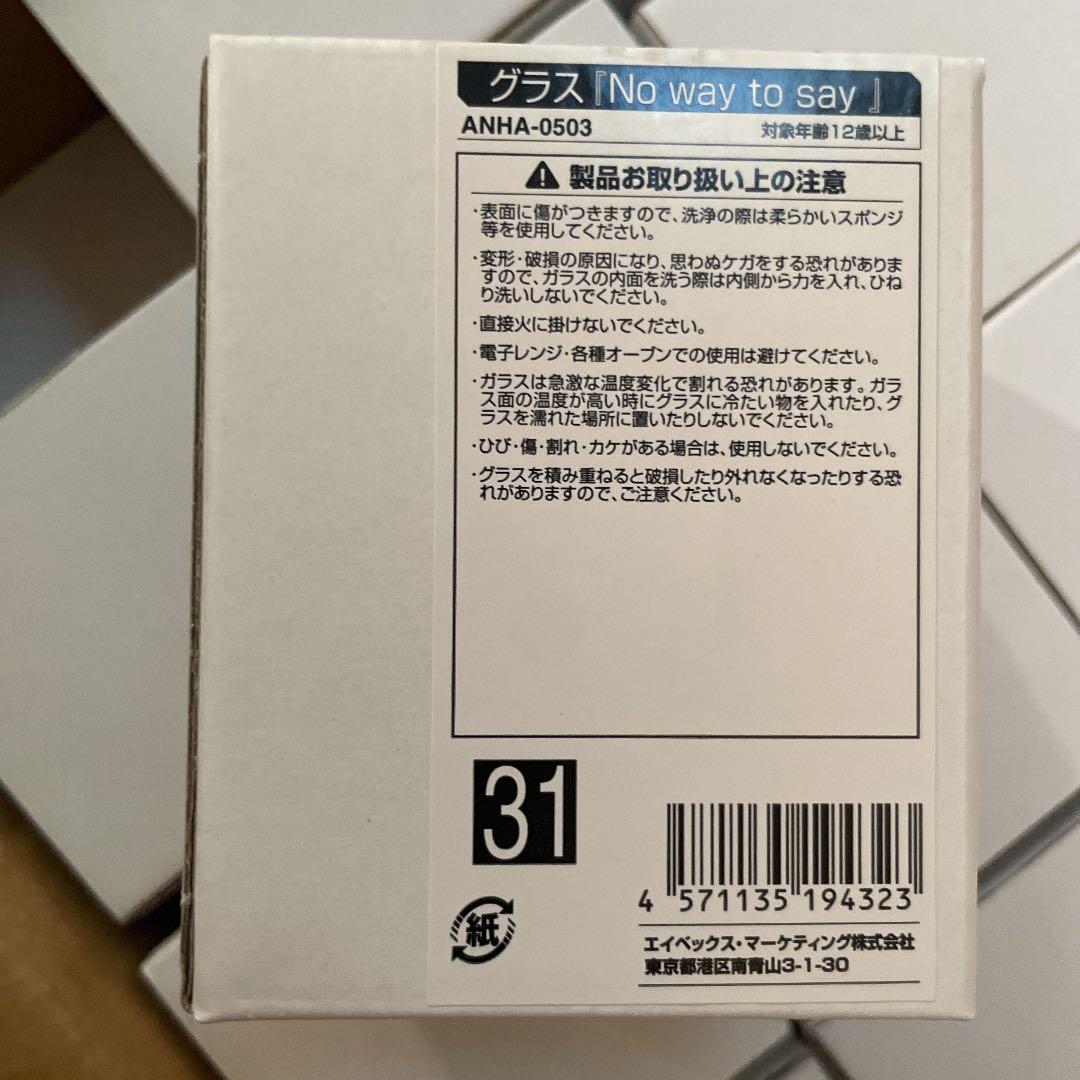 グラス『No way to say 』
ANHA-0503 対象年齢12歳以上
製品お取り扱い上の注意
・表面に傷がつきますので、洗浄の際は柔らかいスポンジ
等を使用してください。
・変形・破損の原因になり、思わぬケガをする恐れがありま
すので、ガラスの内面を洗う際は内側から力を入れ、ひね
り洗いしないでください。
・直接火に掛けないでください。
・電子レンジ・各種オーブンでの使用は避けてください。
・ガラスは急激な温度変化で割れる恐れがあります。ガラ
ス面の温度が高い時にグラスに冷たい物を入れたり、グ
ラスを濡れた場所に置いたりしないでください。
・ひび・傷・割れ・カケがある場合は、使用しないでください。
・グラスを積み重ねると破損したり外れなくなったりする恐
れがありますので、ご注意ください。
31
紙
4 571135 194323
エイベックス・マーケティング株式会社
東京都港区南青山3-1-30